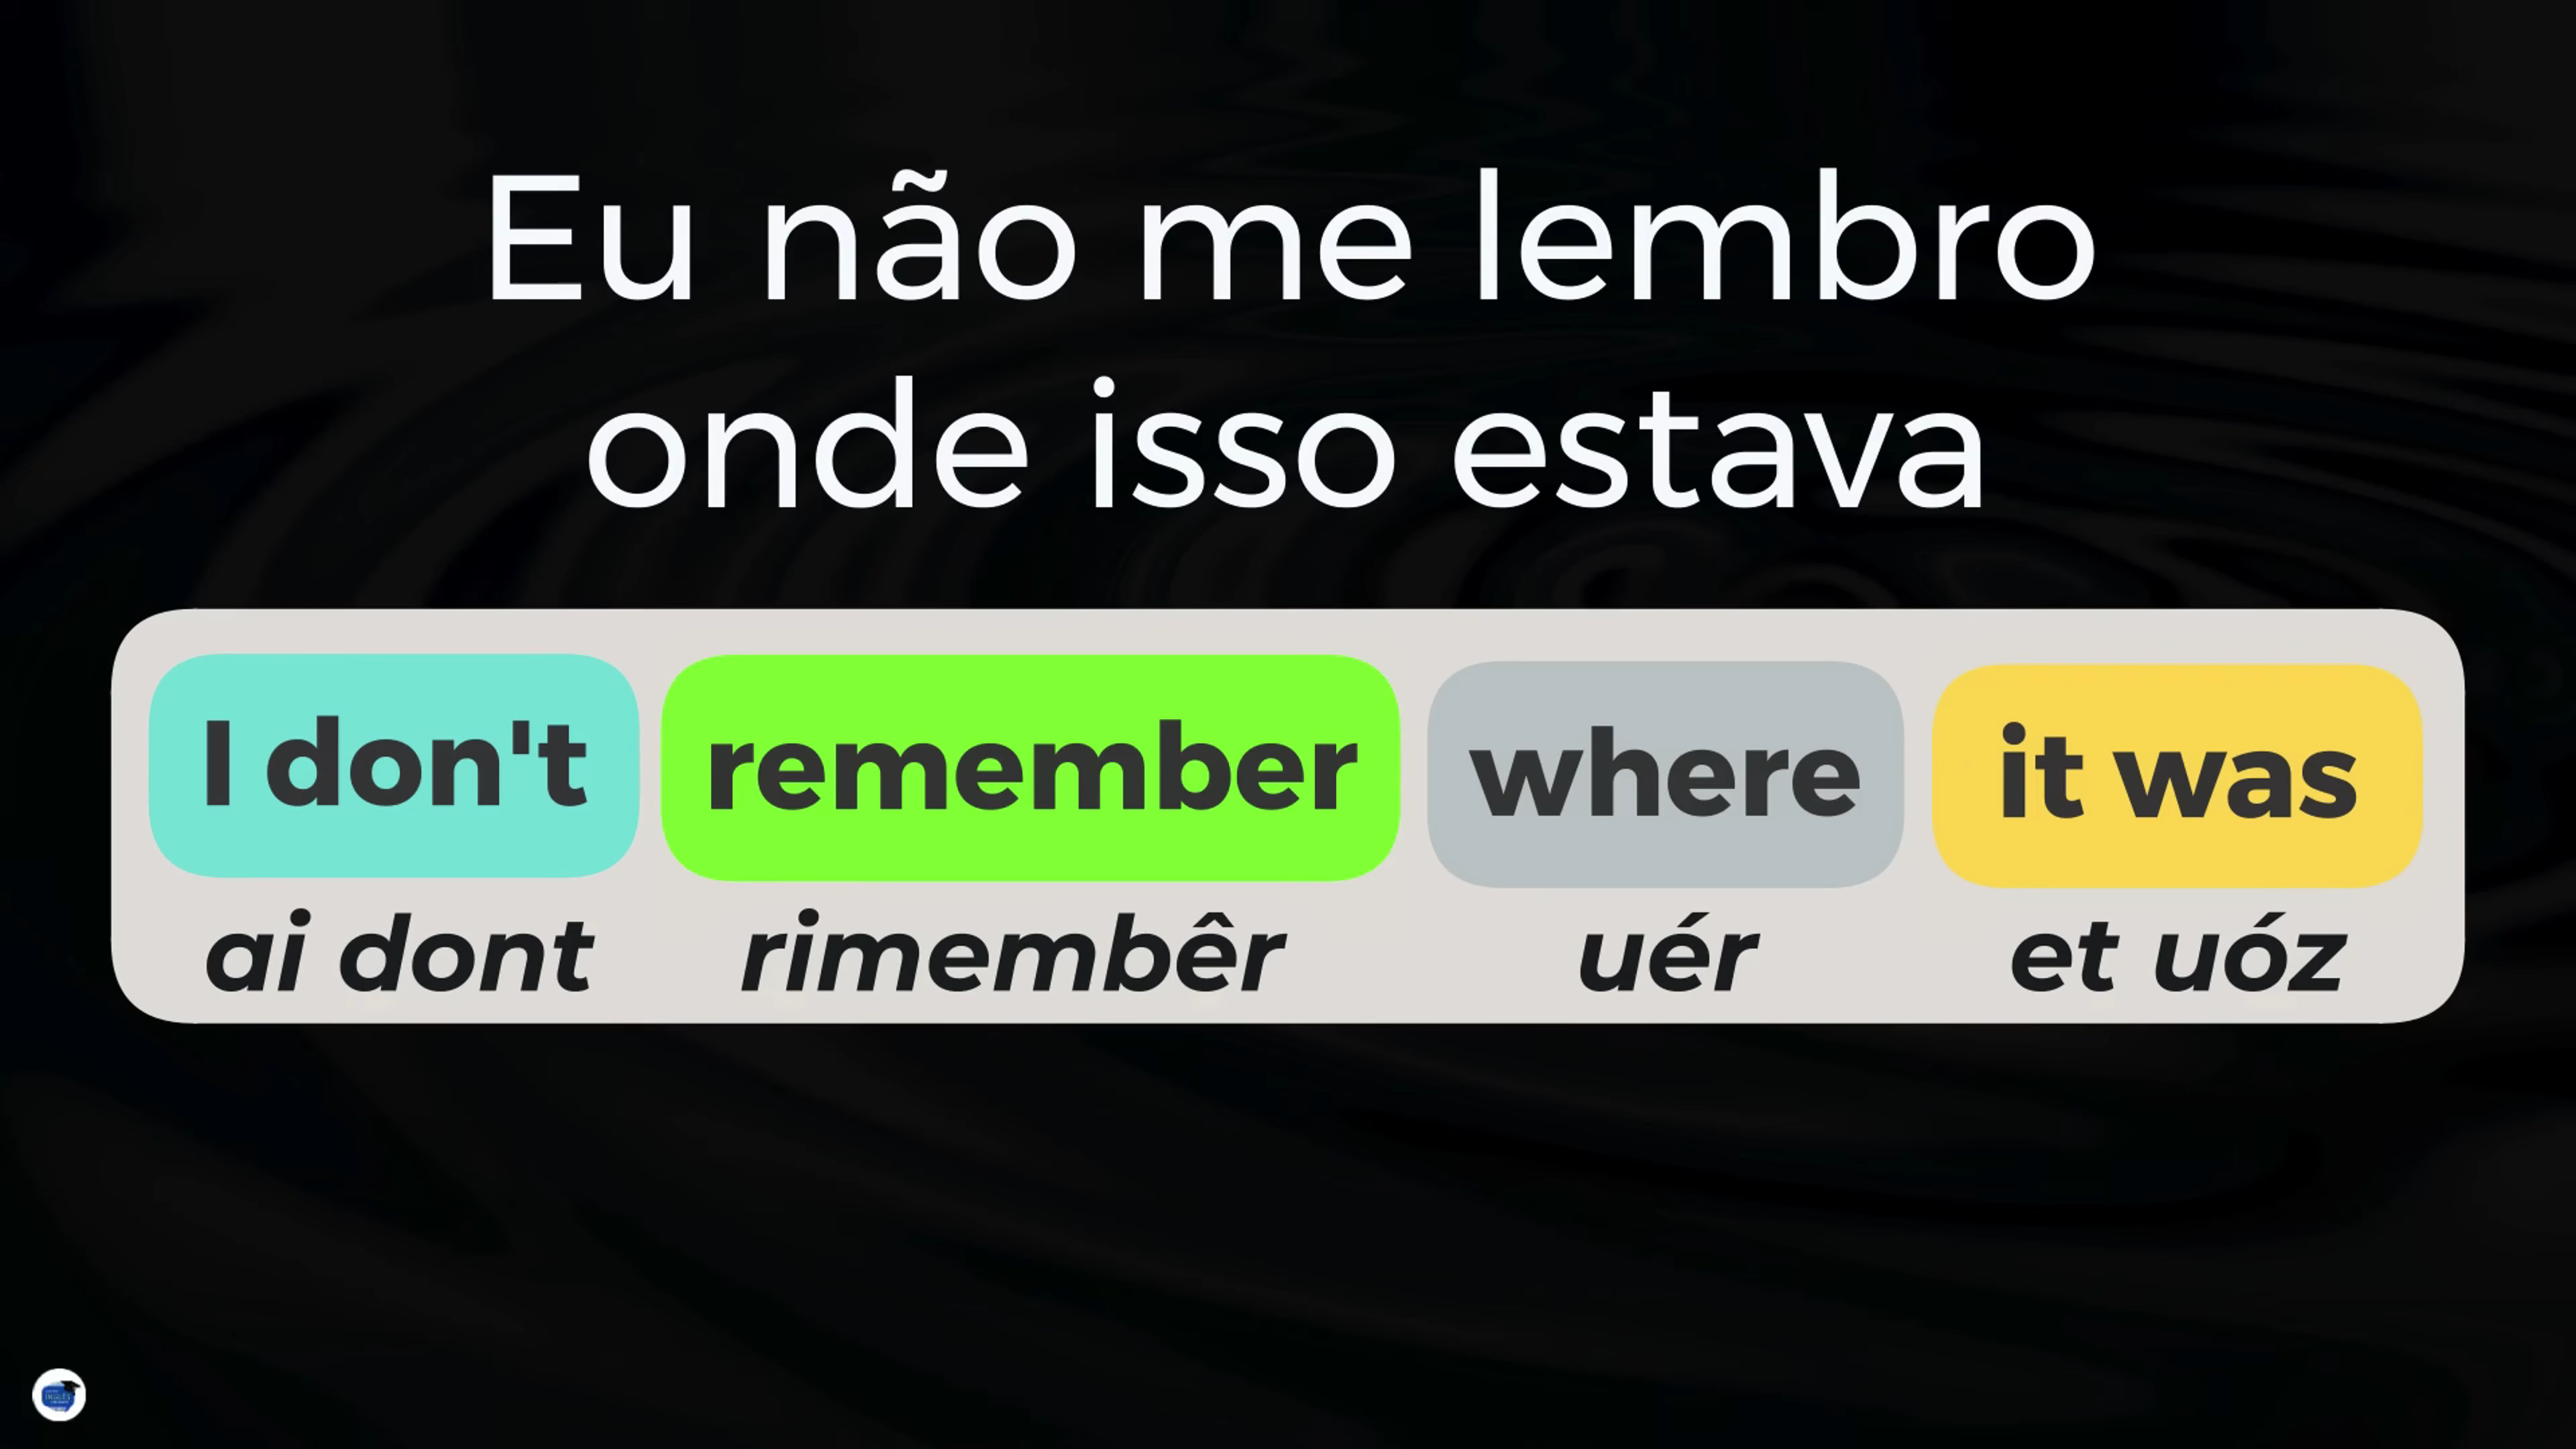 Eu não me lembro
onde isso estava
I don't remember where it was
ai dont rimembêr uér et uóz